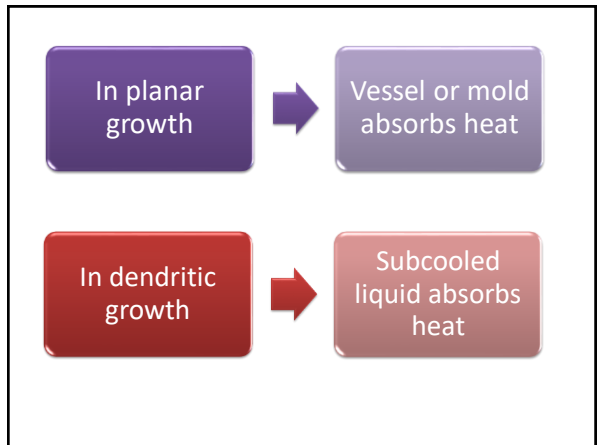 In planar
growth
Vessel or mold
absorbs heat
In dendritic
growth
Subcooled
liquid absorbs
heat